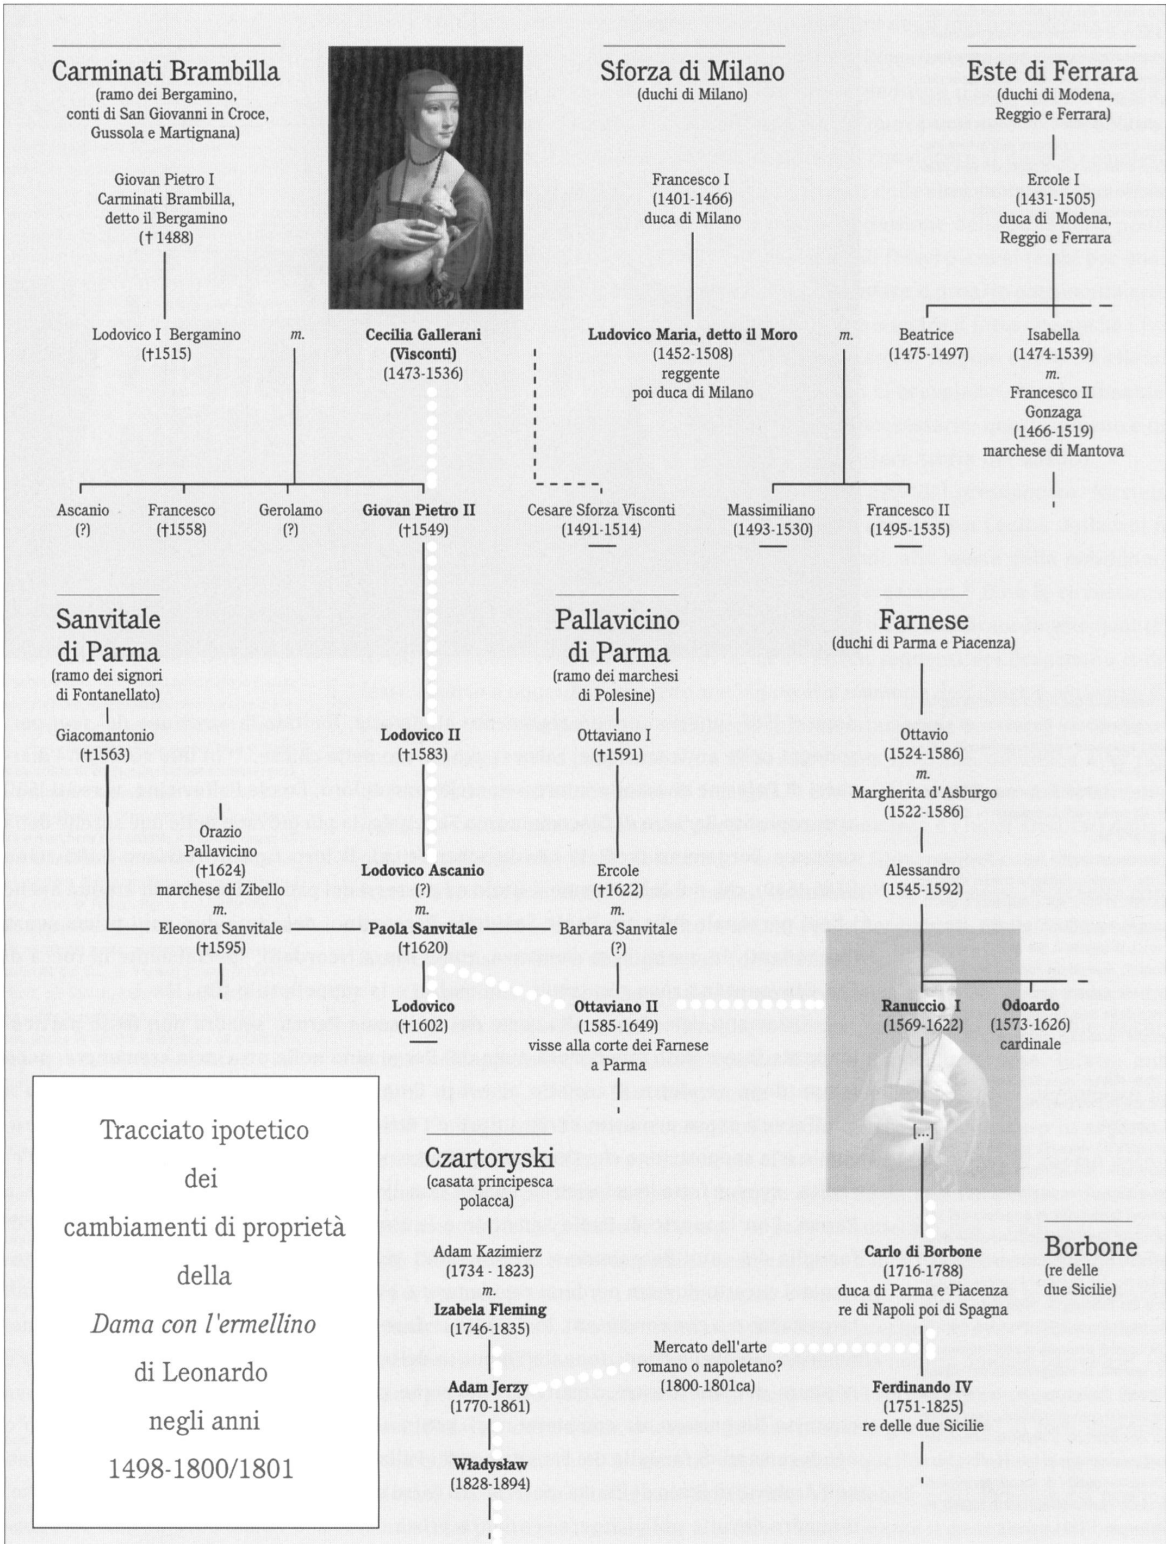 Carminati Brambilla
(ramo dei Bergamino,
conti di San Giovanni in Croce,
Gussola e Martignana)
Giovan Pietro I
Carminati Brambilla,
detto il Bergamino
(† 1488)
Sforza di Milano
(duchi di Milano)
Francesco I
(1401-1466)
duca di Milano
Este di Ferrara
(duchi di Modena,
Reggio e Ferrara)
Ercole I
(1431-1505)
duca di Modena,
Reggio e Ferrara
Lodovico I Bergamino
(†1515)
m.
Cecilia Gallerani
(Visconti)
(1473-1536)
Ludovico Maria, detto il Moro
(1452-1508)
reggente
poi duca di Milano
m.
Beatrice
(1475-1497)
Isabella
(1474-1539)
m.
Francesco II
Gonzaga
(1466-1519)
marchese di Mantova
Ascanio
(?)
Francesco
(†1558)
Gerolamo
(?)
Giovan Pietro II
(†1549)
Cesare Sforza Visconti
(1491-1514)
Massimiliano
(1493-1530)
Francesco II
(1495-1535)
Sanvitale
di Parma
(ramo dei signori
di Fontanellato)
Giacomantonio
(†1563)
Orazio
Pallavicino
(†1624)
marchese di Zibello
m.
Eleonora Sanvitale
(†1595)
Lodovico II
(†1583)
Lodovico Ascanio
(?)
m.
Paola Sanvitale
(†1620)
Lodovico
(†1602)
Pallavicino
di Parma
(ramo dei marchesi
di Polesine)
Ottaviano I
(†1591)
Ercole
(†1622)
m.
Barbara Sanvitale
(?)
Ottaviano II
(1585-1649)
visse alla corte dei Farnese
a Parma
Farnese
(duchi di Parma e Piacenza)
Ottavio
(1524-1586)
m.
Margherita d'Asburgo
(1522-1586)
Alessandro
(1545-1592)
Ranuccio I
(1569-1622)
Odoardo
(1573-1626)
cardinale
[...]
Tracciato ipotetico
dei
cambiamenti di proprietà
della
Dama con l'ermellino
di Leonardo
negli anni
1498-1800/1801
Czartoryski
(casata principesca
polacca)
Adam Kazimierz
(1734 - 1823)
m.
Izabela Fleming
(1746-1835)
Adam Jerzy
(1770-1861)
Władysław
(1828-1894)
Mercato dell'arte
romano o napoletano?
(1800-1801ca)
Carlo di Borbone
(1716-1788)
duca di Parma e Piacenza
re di Napoli poi di Spagna
Ferdinando IV
(1751-1825)
re delle due Sicilie
Borbone
(re delle
due Sicilie)